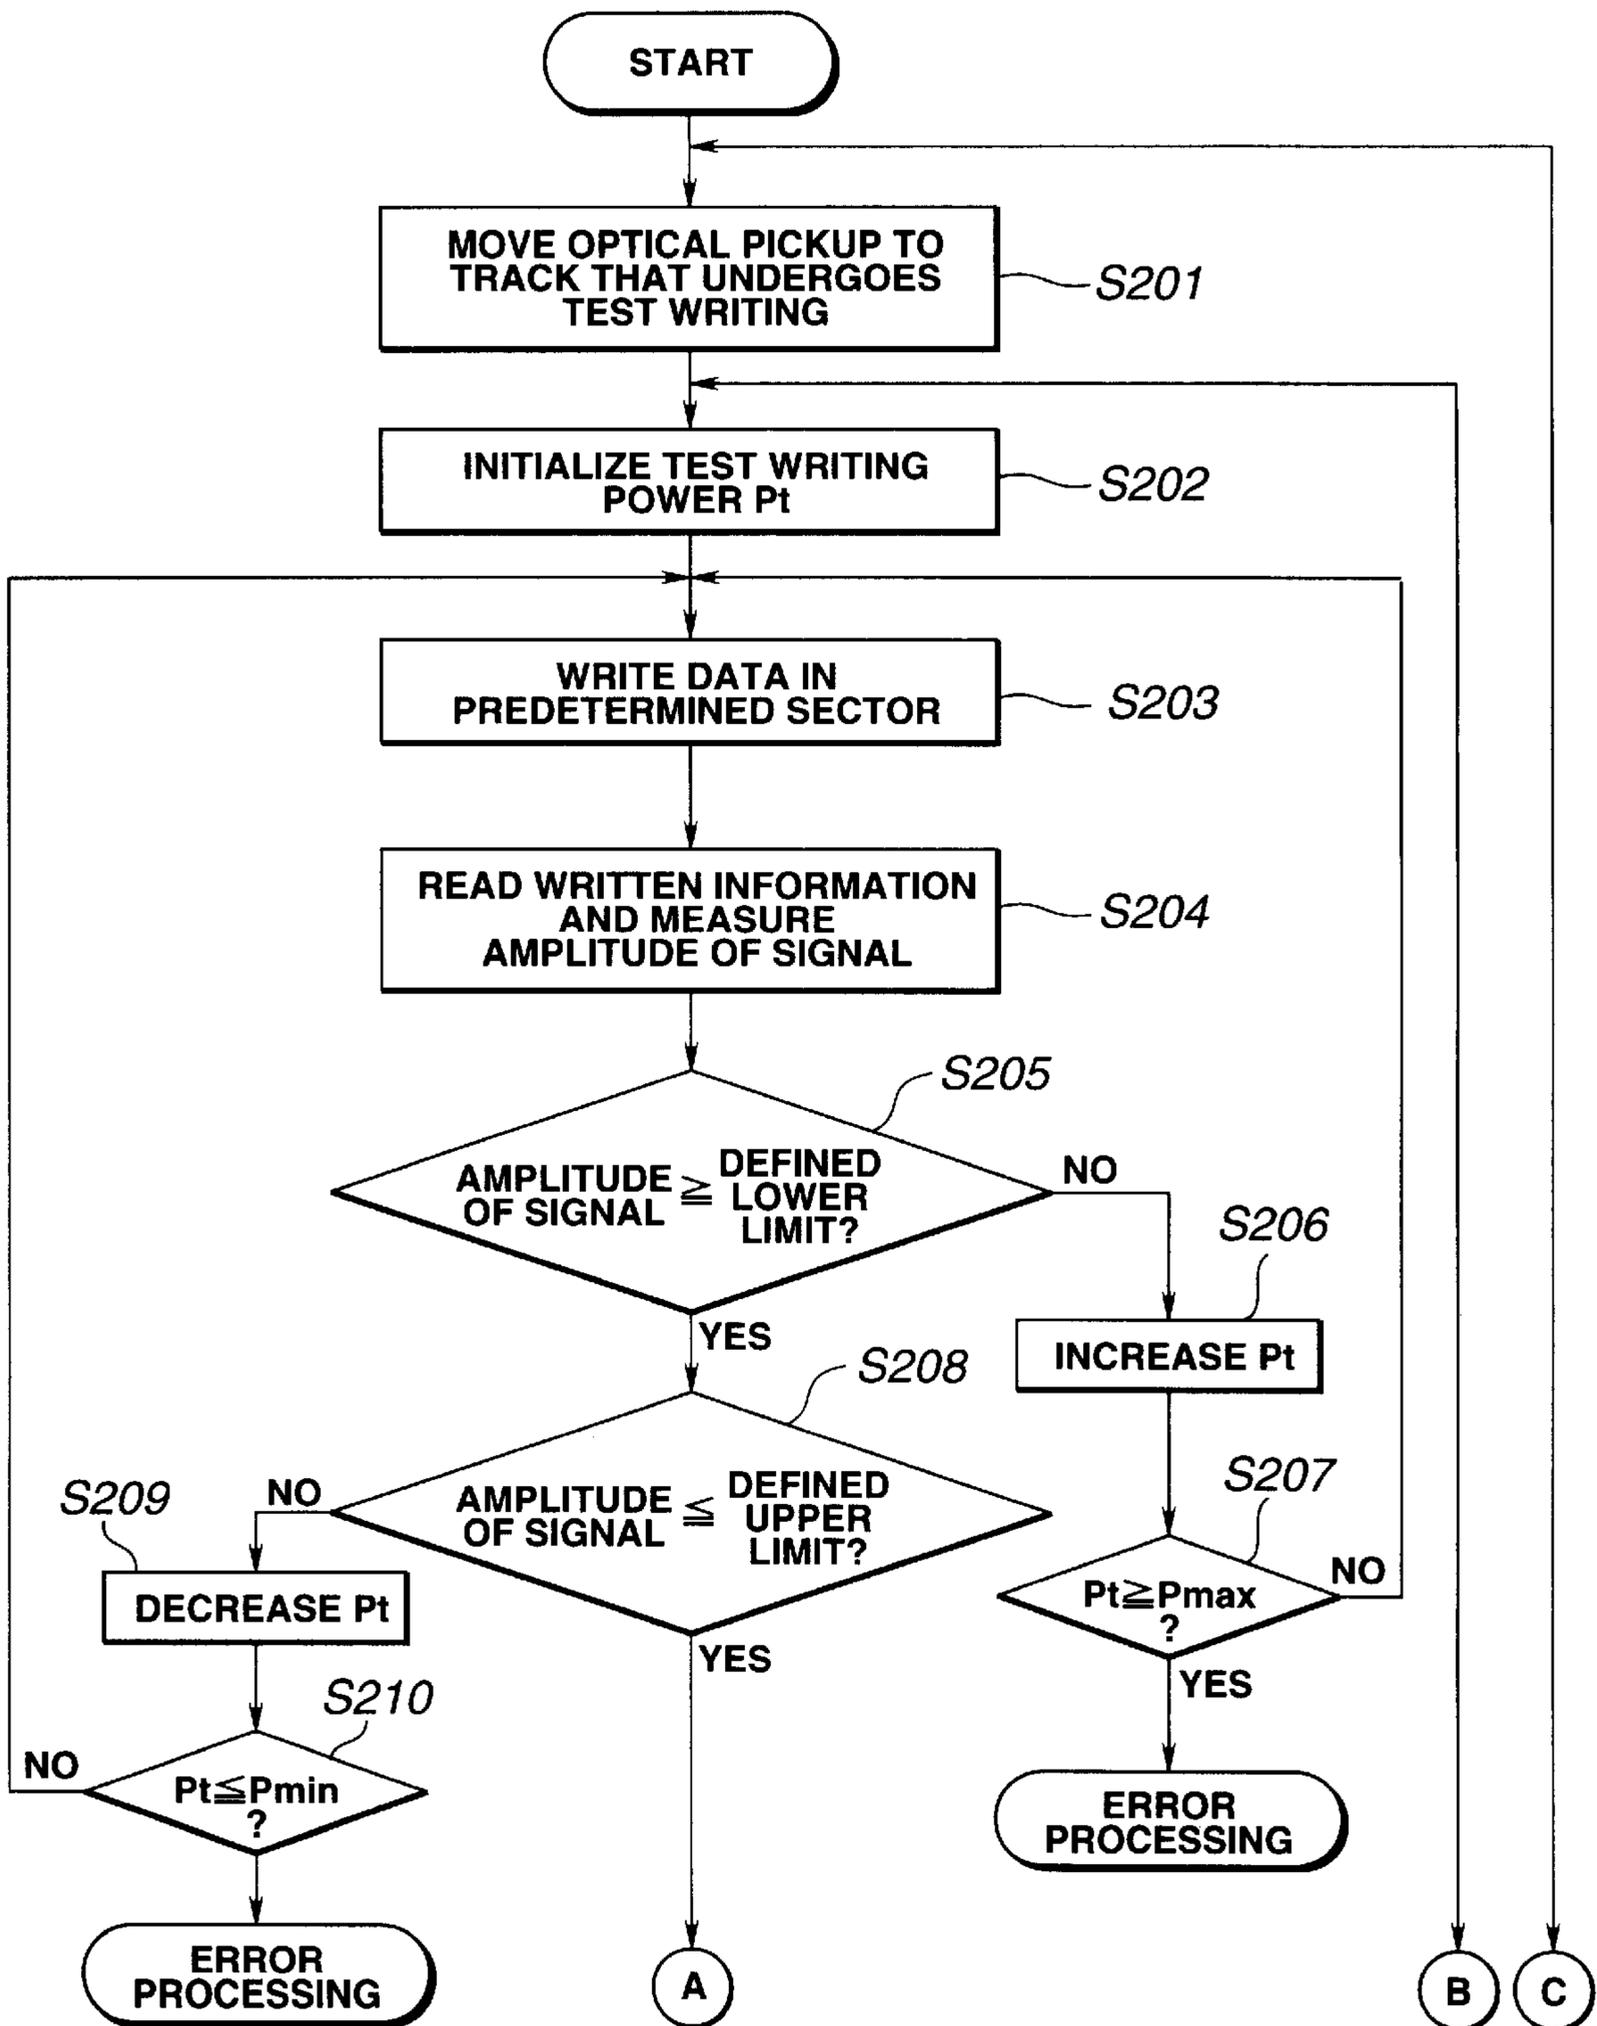 START
MOVE OPTICAL PICKUP TO
TRACK THAT UNDERGOES
TEST WRITING
S201
INITIALIZE TEST WRITING
POWER Pt
S202
WRITE DATA IN
PREDETERMINED SECTOR
S203
READ WRITTEN INFORMATION
AND MEASURE
AMPLITUDE OF SIGNAL
S204
S205
AMPLITUDE
OF SIGNAL
≧
DEFINED
LOWER
LIMIT?
NO
YES
S206
INCREASE Pt
S207
Pt≧Pmax
?
NO
YES
ERROR
PROCESSING
S208
AMPLITUDE
OF SIGNAL
≦
DEFINED
UPPER
LIMIT?
NO
YES
S209
DECREASE Pt
S210
Pt≦Pmin
?
NO
ERROR
PROCESSING
A
B
C